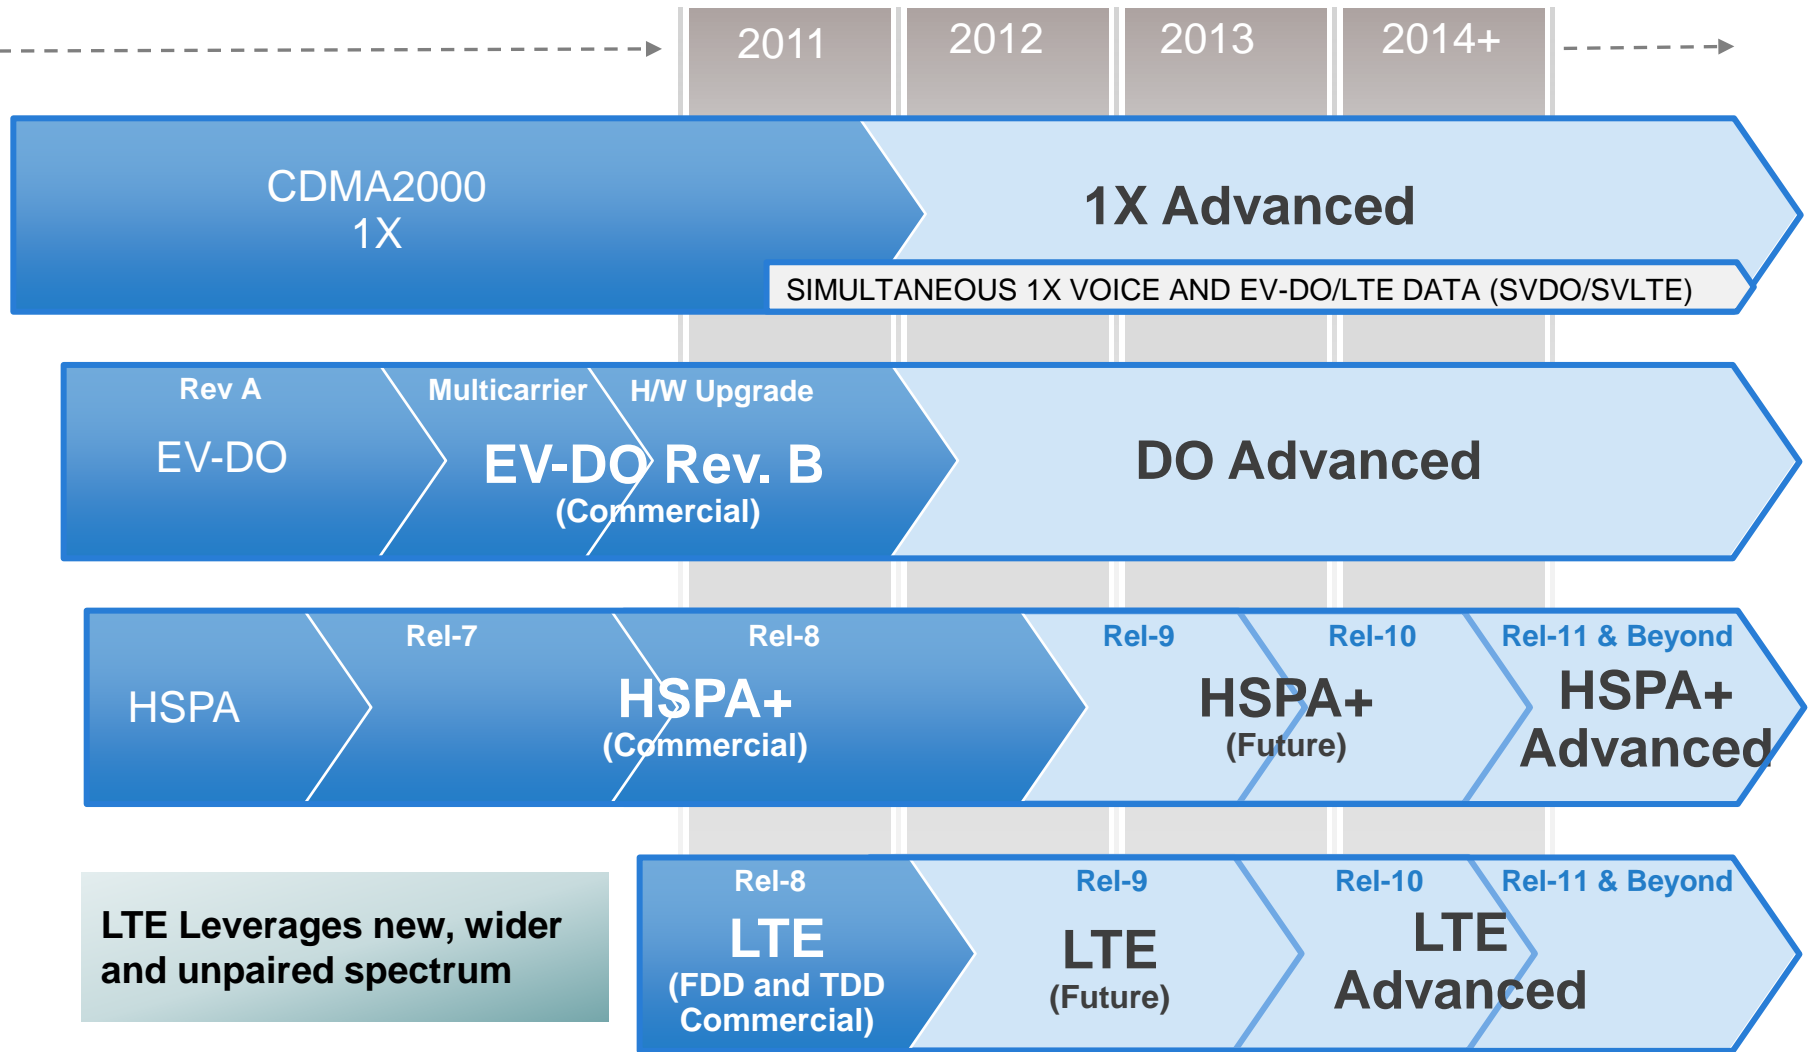 2011
2012
2013
2014+
CDMA2000
1X
1X Advanced
SIMULTANEOUS 1X VOICE AND EV-DO/LTE DATA (SVDO/SVLTE)
Rev A
Multicarrier
H/W Upgrade
EV-DO
EV-DO Rev. B
(Commercial)
DO Advanced
Rel-7
Rel-8
Rel-9
Rel-10
Rel-11 & Beyond
HSPA
HSPA+
(Commercial)
HSPA+
(Future)
HSPA+
Advanced
LTE Leverages new, wider
and unpaired spectrum
Rel-8
Rel-9
Rel-10
Rel-11 & Beyond
LTE
(FDD and TDD
Commercial)
LTE
(Future)
LTE
Advanced